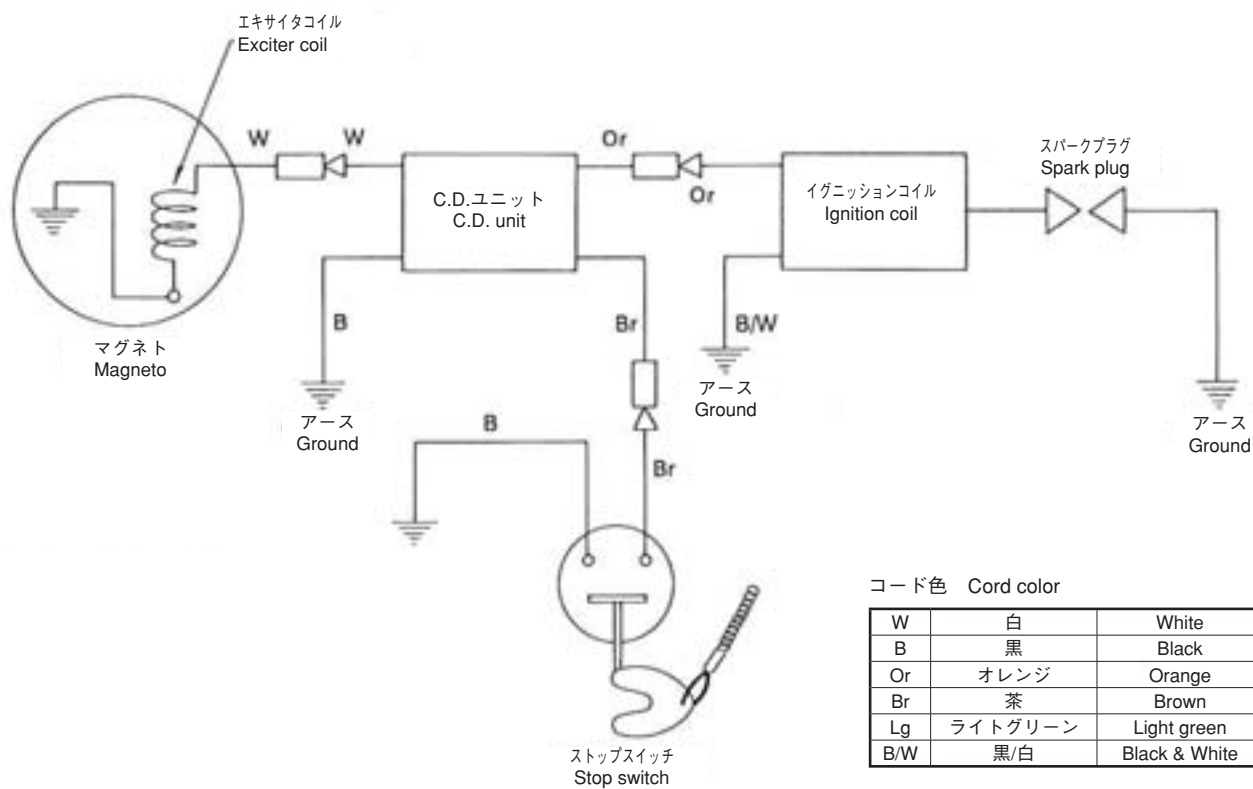 エキサイタコイル
Exciter coil
W
W
Or
Or
スパークプラグ
Spark plug
C.D.ユニット
C.D. unit
イグニッションコイル
Ignition coil
マグネト
Magneto
B
アース
Ground
Br
B/W
アース
Ground
アース
Ground
B
Br
ストップスイッチ
Stop switch
コード色 Cord color
W 白 White
B 黒 Black
Or オレンジ Orange
Br 茶 Brown
Lg ライトグリーン Light green
B/W 黒/白 Black & White